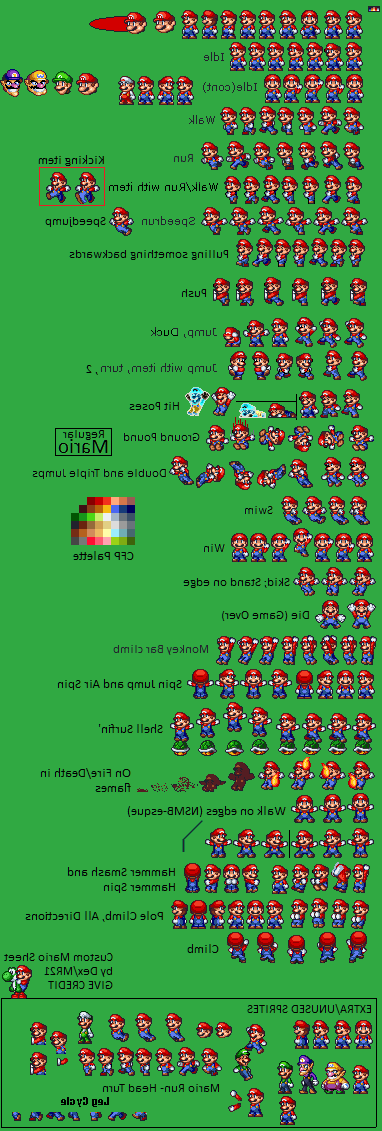 Idle
Idle(cont)
Walk
Run
Kicking item
Walk/Run with item
Speedrun
Speedjump
Pulling something backwards
Push
Jump, Duck
Jump with item, turn, 2
Hit Poses
Ground Pound
Regular
Mario
Double and Triple Jumps
Swim
CFP Palette
Win
Skid; Stand on edge
Die (Game Over)
Monkey Bar climb
Spin Jump and Air Spin
Shell Surfin'
On Fire/Death in
flames
Walk on edges (NSMB-esque)
Hammer Smash and
Hammer Spin
Pole Climb, All Directions
Climb
Custom Mario Sheet
by Dex/MR21
GIVE CREDIT
EXTRA/UNUSED SPRITES
Mario Run- Head Turn
Leg Cycle